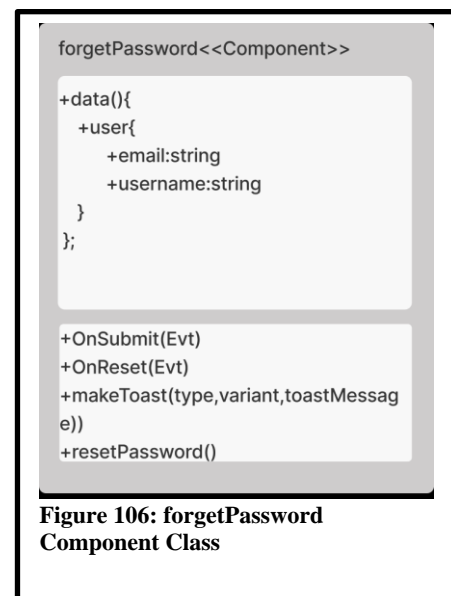 forgetPassword<<Component>>
+data(){
+user{
+email:string
+username:string
}
};
+OnSubmit(Evt)
+OnReset(Evt)
+makeToast(type,variant,toastMessag
e))
+resetPassword()
Figure 106: forgetPassword
Component Class